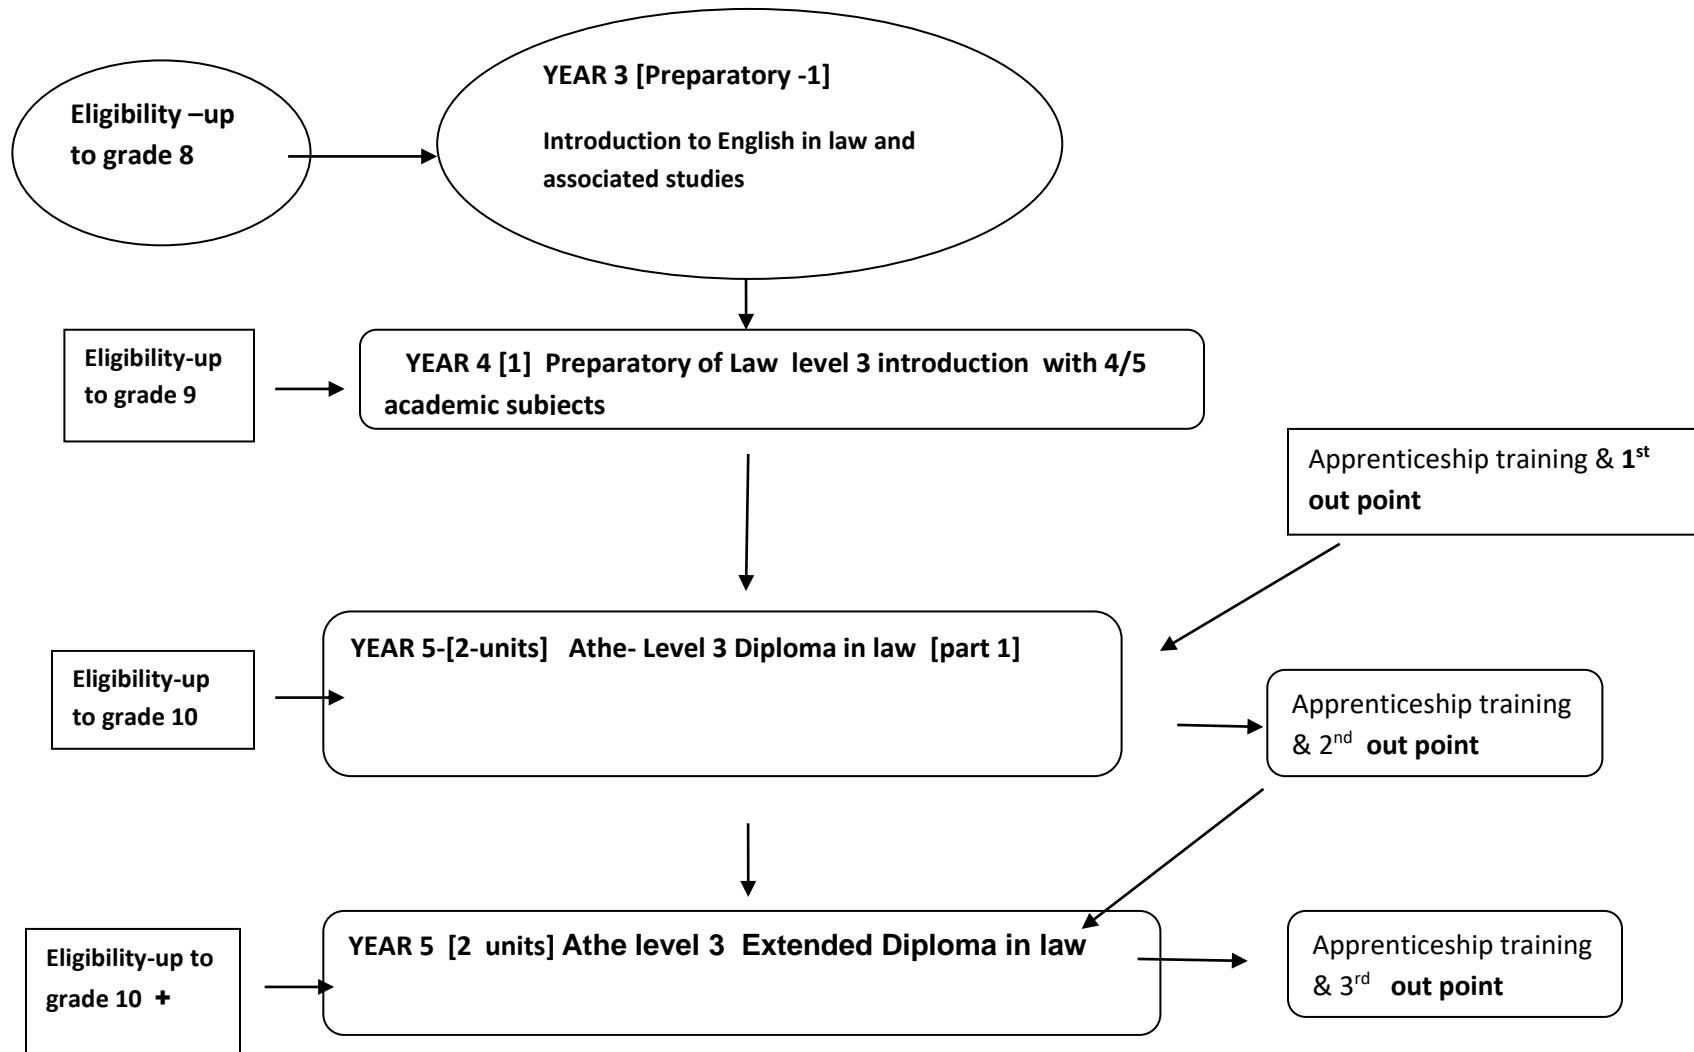 YEAR 3 [Preparatory -1]
Introduction to English in law and
associated studies
Eligibility –up
to grade 8
Eligibility-up
to grade 9
YEAR 4 [1] Preparatory of Law level 3 introduction with 4/5
academic subjects
Apprenticeship training & 1st
out point
YEAR 5-[2-units] Athe- Level 3 Diploma in law [part 1]
Eligibility-up
to grade 10
Apprenticeship training
& 2nd out point
YEAR 5 [2 units] Athe level 3 Extended Diploma in law
Eligibility-up to
grade 10 +
Apprenticeship training
& 3rd out point